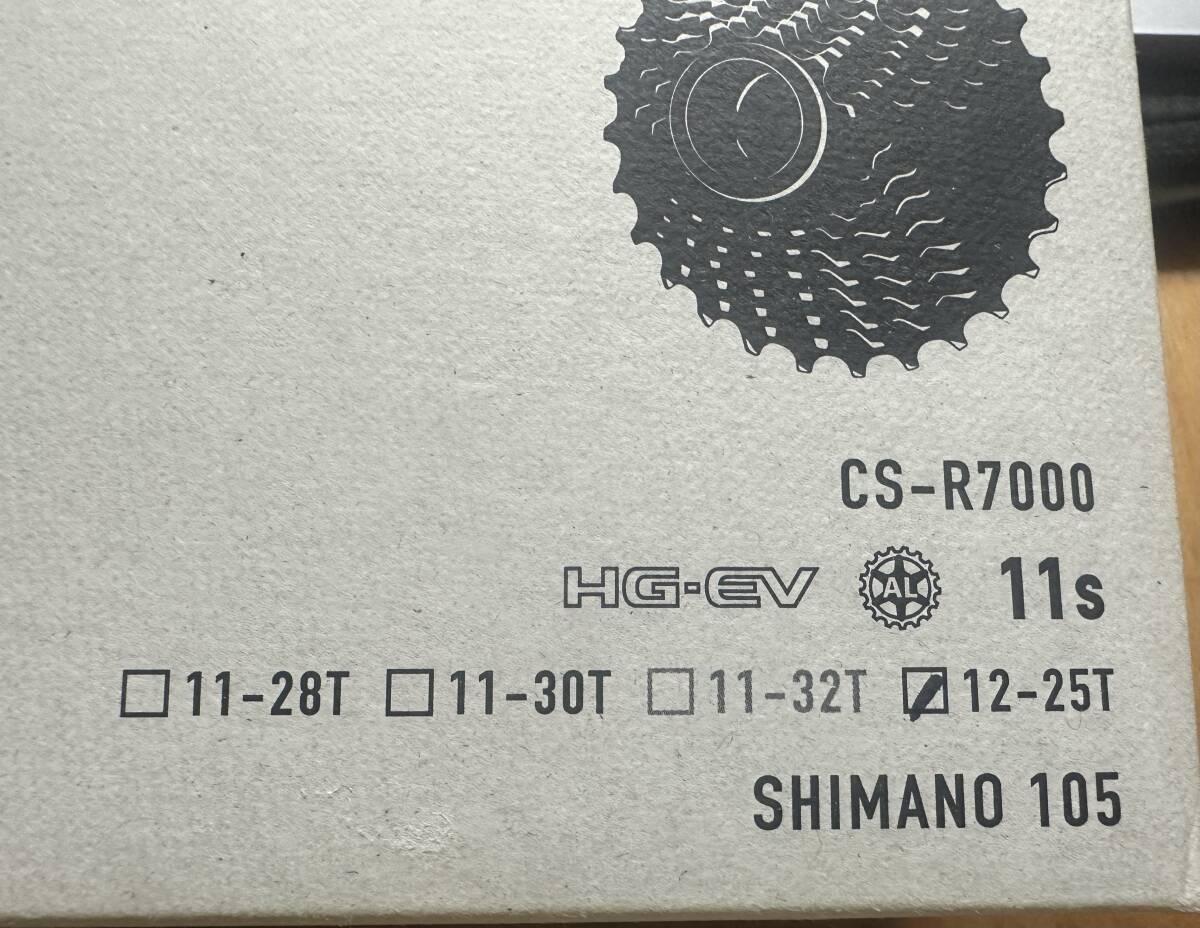 CS-R7000
HG-EV AL 11s
11-28T 11-30T 11-32T 12-25T
SHIMANO 105